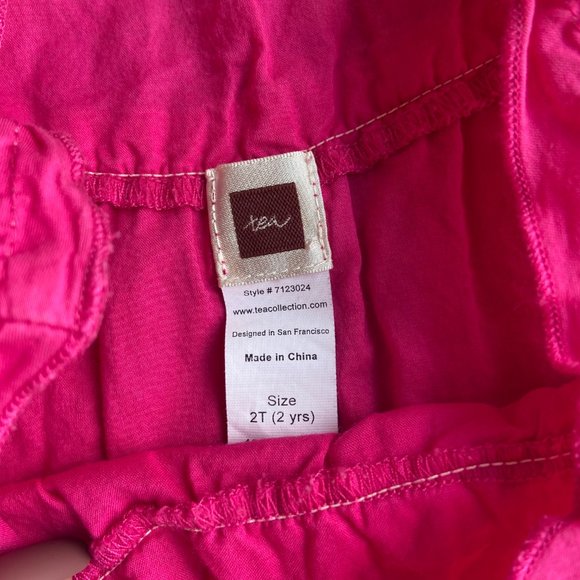 tea
Style # 7123024
www.teacollection.com
Designed in San Francisco
Made in China
Size
2T (2 yrs)